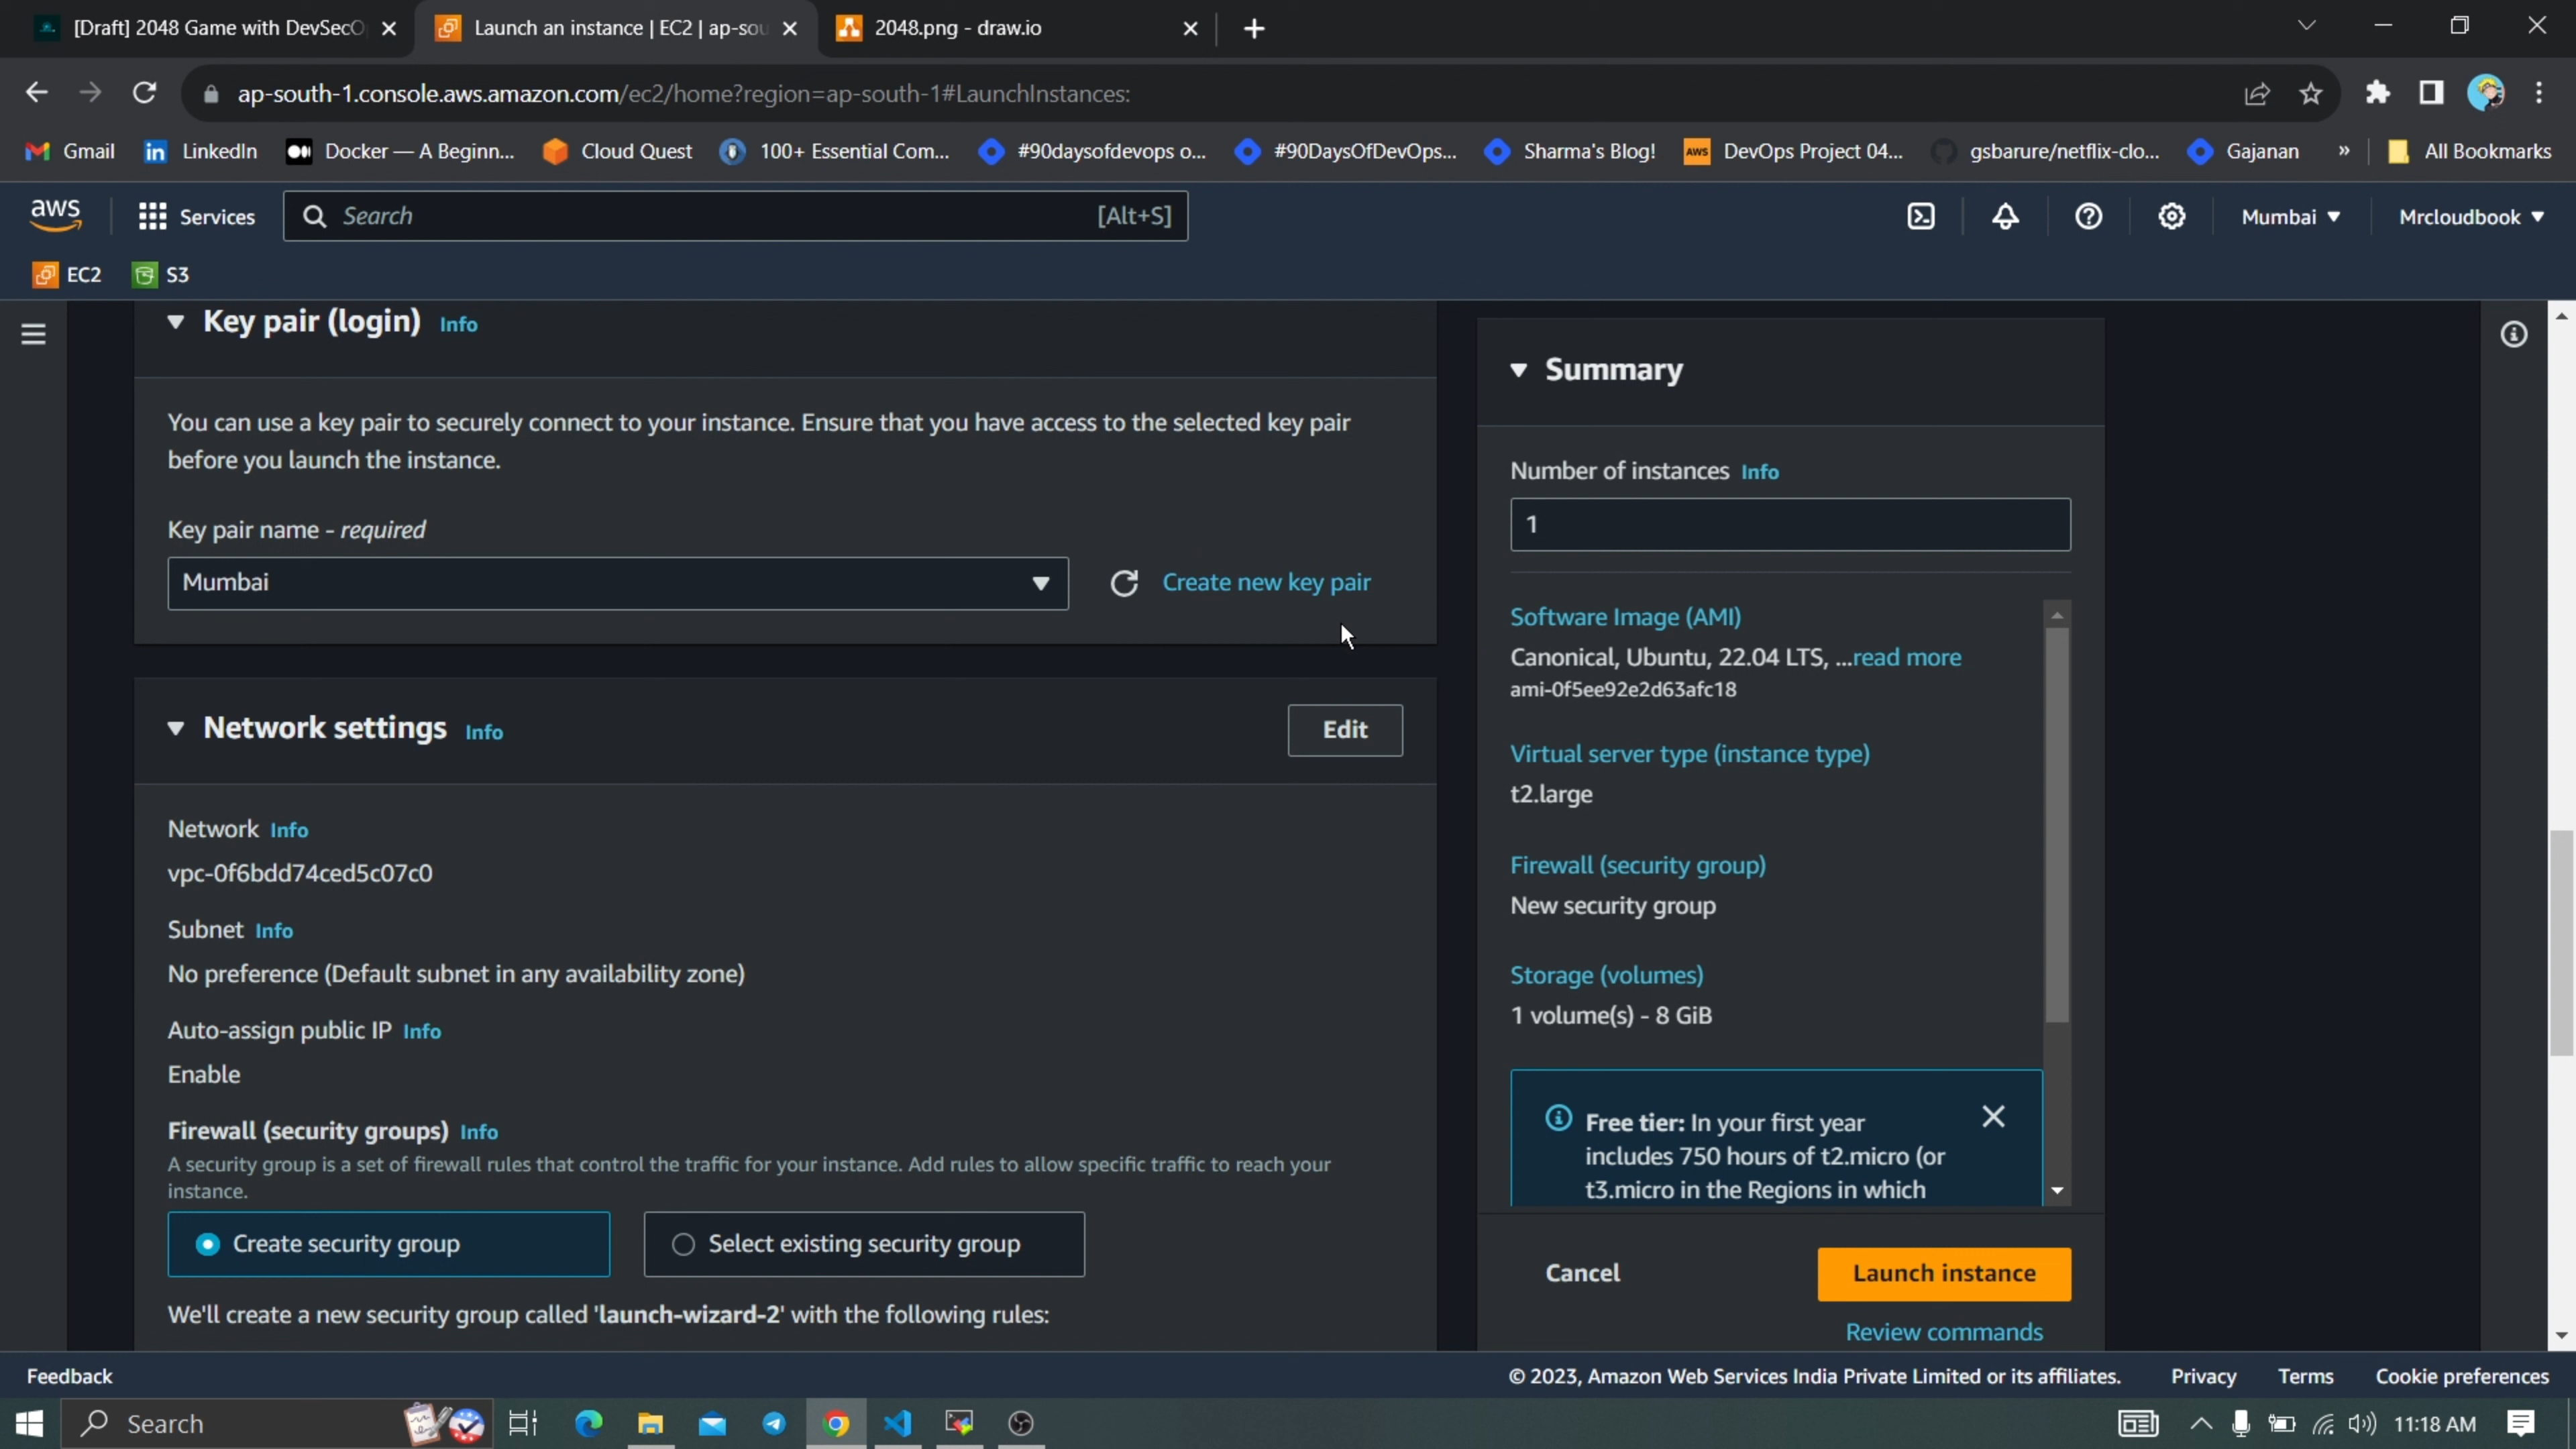 [Draft] 2048 Game with DevSecO
Launch an instance | EC2 | ap-sou
2048.png - draw.io
ap-south-1.console.aws.amazon.com/ec2/home?region=ap-south-1#LaunchInstances:
Gmail
LinkedIn
Docker — A Beginn...
Cloud Quest
100+ Essential Com...
#90daysofdevops o...
#90DaysOfDevOps...
Sharma's Blog!
DevOps Project 04...
gsbarure/netflix-clo...
Gajanan
»
All Bookmarks
aws
Services
Search
[Alt+S]
Mumbai
Mrcloudbook
EC2
S3
Key pair (login) Info
You can use a key pair to securely connect to your instance. Ensure that you have access to the selected key pair
before you launch the instance.
Key pair name - required
Mumbai
Create new key pair
Network settings Info
Edit
Network Info
vpc-0f6bdd74ced5c07c0
Subnet Info
No preference (Default subnet in any availability zone)
Auto-assign public IP Info
Enable
Firewall (security groups) Info
A security group is a set of firewall rules that control the traffic for your instance. Add rules to allow specific traffic to reach your
instance.
Create security group
Select existing security group
We'll create a new security group called 'launch-wizard-2' with the following rules:
Summary
Number of instances Info
1
Software Image (AMI)
Canonical, Ubuntu, 22.04 LTS, ...read more
ami-0f5ee92e2d63afc18
Virtual server type (instance type)
t2.large
Firewall (security group)
New security group
Storage (volumes)
1 volume(s) - 8 GiB
Free tier: In your first year
includes 750 hours of t2.micro (or
t3.micro in the Regions in which
Cancel
Launch instance
Review commands
Feedback
© 2023, Amazon Web Services India Private Limited or its affiliates.
Privacy
Terms
Cookie preferences
Search
11:18 AM